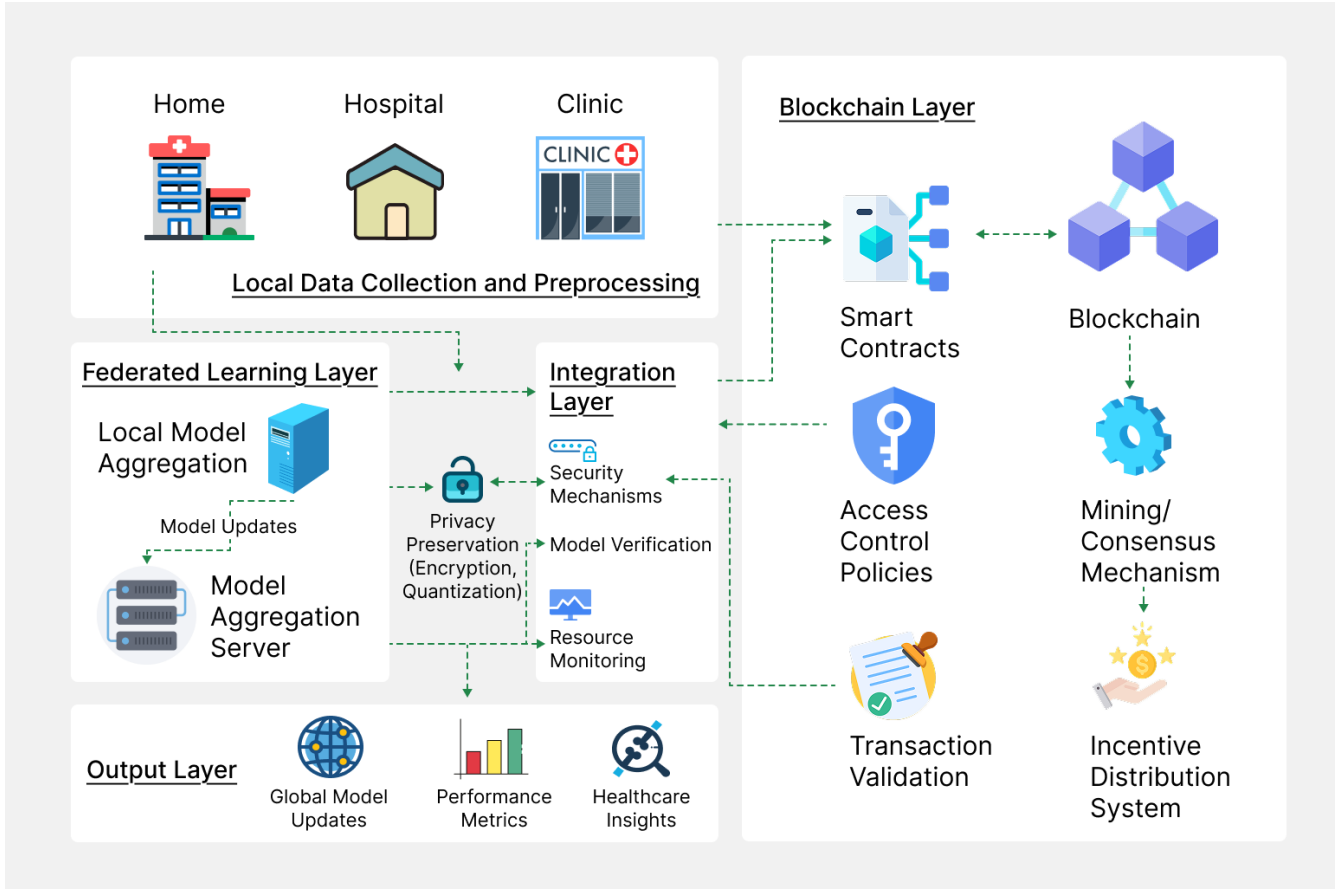 Home
Hospital
Clinic
CLINIC
Local Data Collection and Preprocessing
Federated Learning Layer
Local Model
Aggregation
Model Updates
Model
Aggregation
Server
Privacy
Preservation
(Encryption,
Quantization)
Integration
Layer
Security
Mechanisms
Model Verification
Resource
Monitoring
Output Layer
Global Model
Updates
Performance
Metrics
Healthcare
Insights
Blockchain Layer
Smart
Contracts
Blockchain
Access
Control
Policies
Mining/
Consensus
Mechanism
Transaction
Validation
$
Incentive
Distribution
System